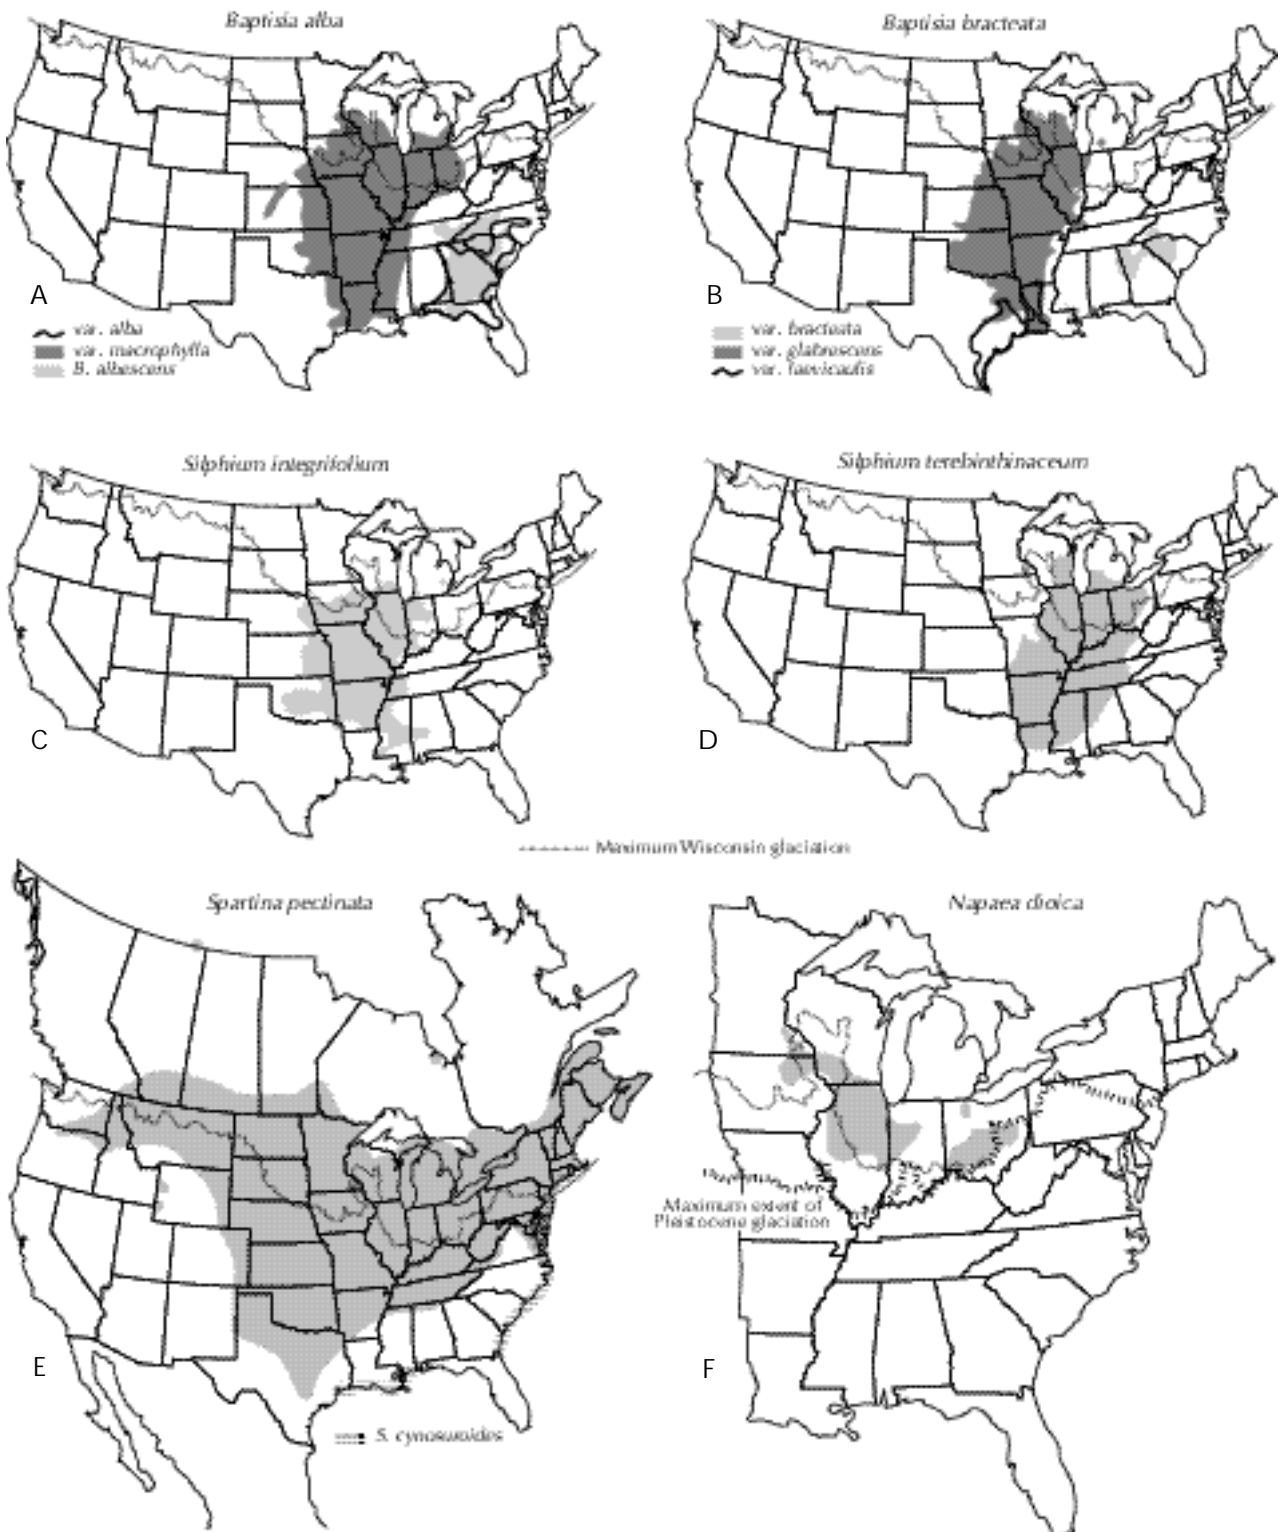 Baptisia alba
Baptisia bracteata
A
B
var. alba
var. macrophylla
B. albescens
var. bracteata
var. glabrescens
var. laevicaulis
Silphium integrifolium
Silphium terebinthinaceum
C
D
Maximum Wisconsin glaciation
Spartina pectinata
Napaea dioica
Maximum extent of
Pleistocene glaciation
E
F
S. cynosuroides